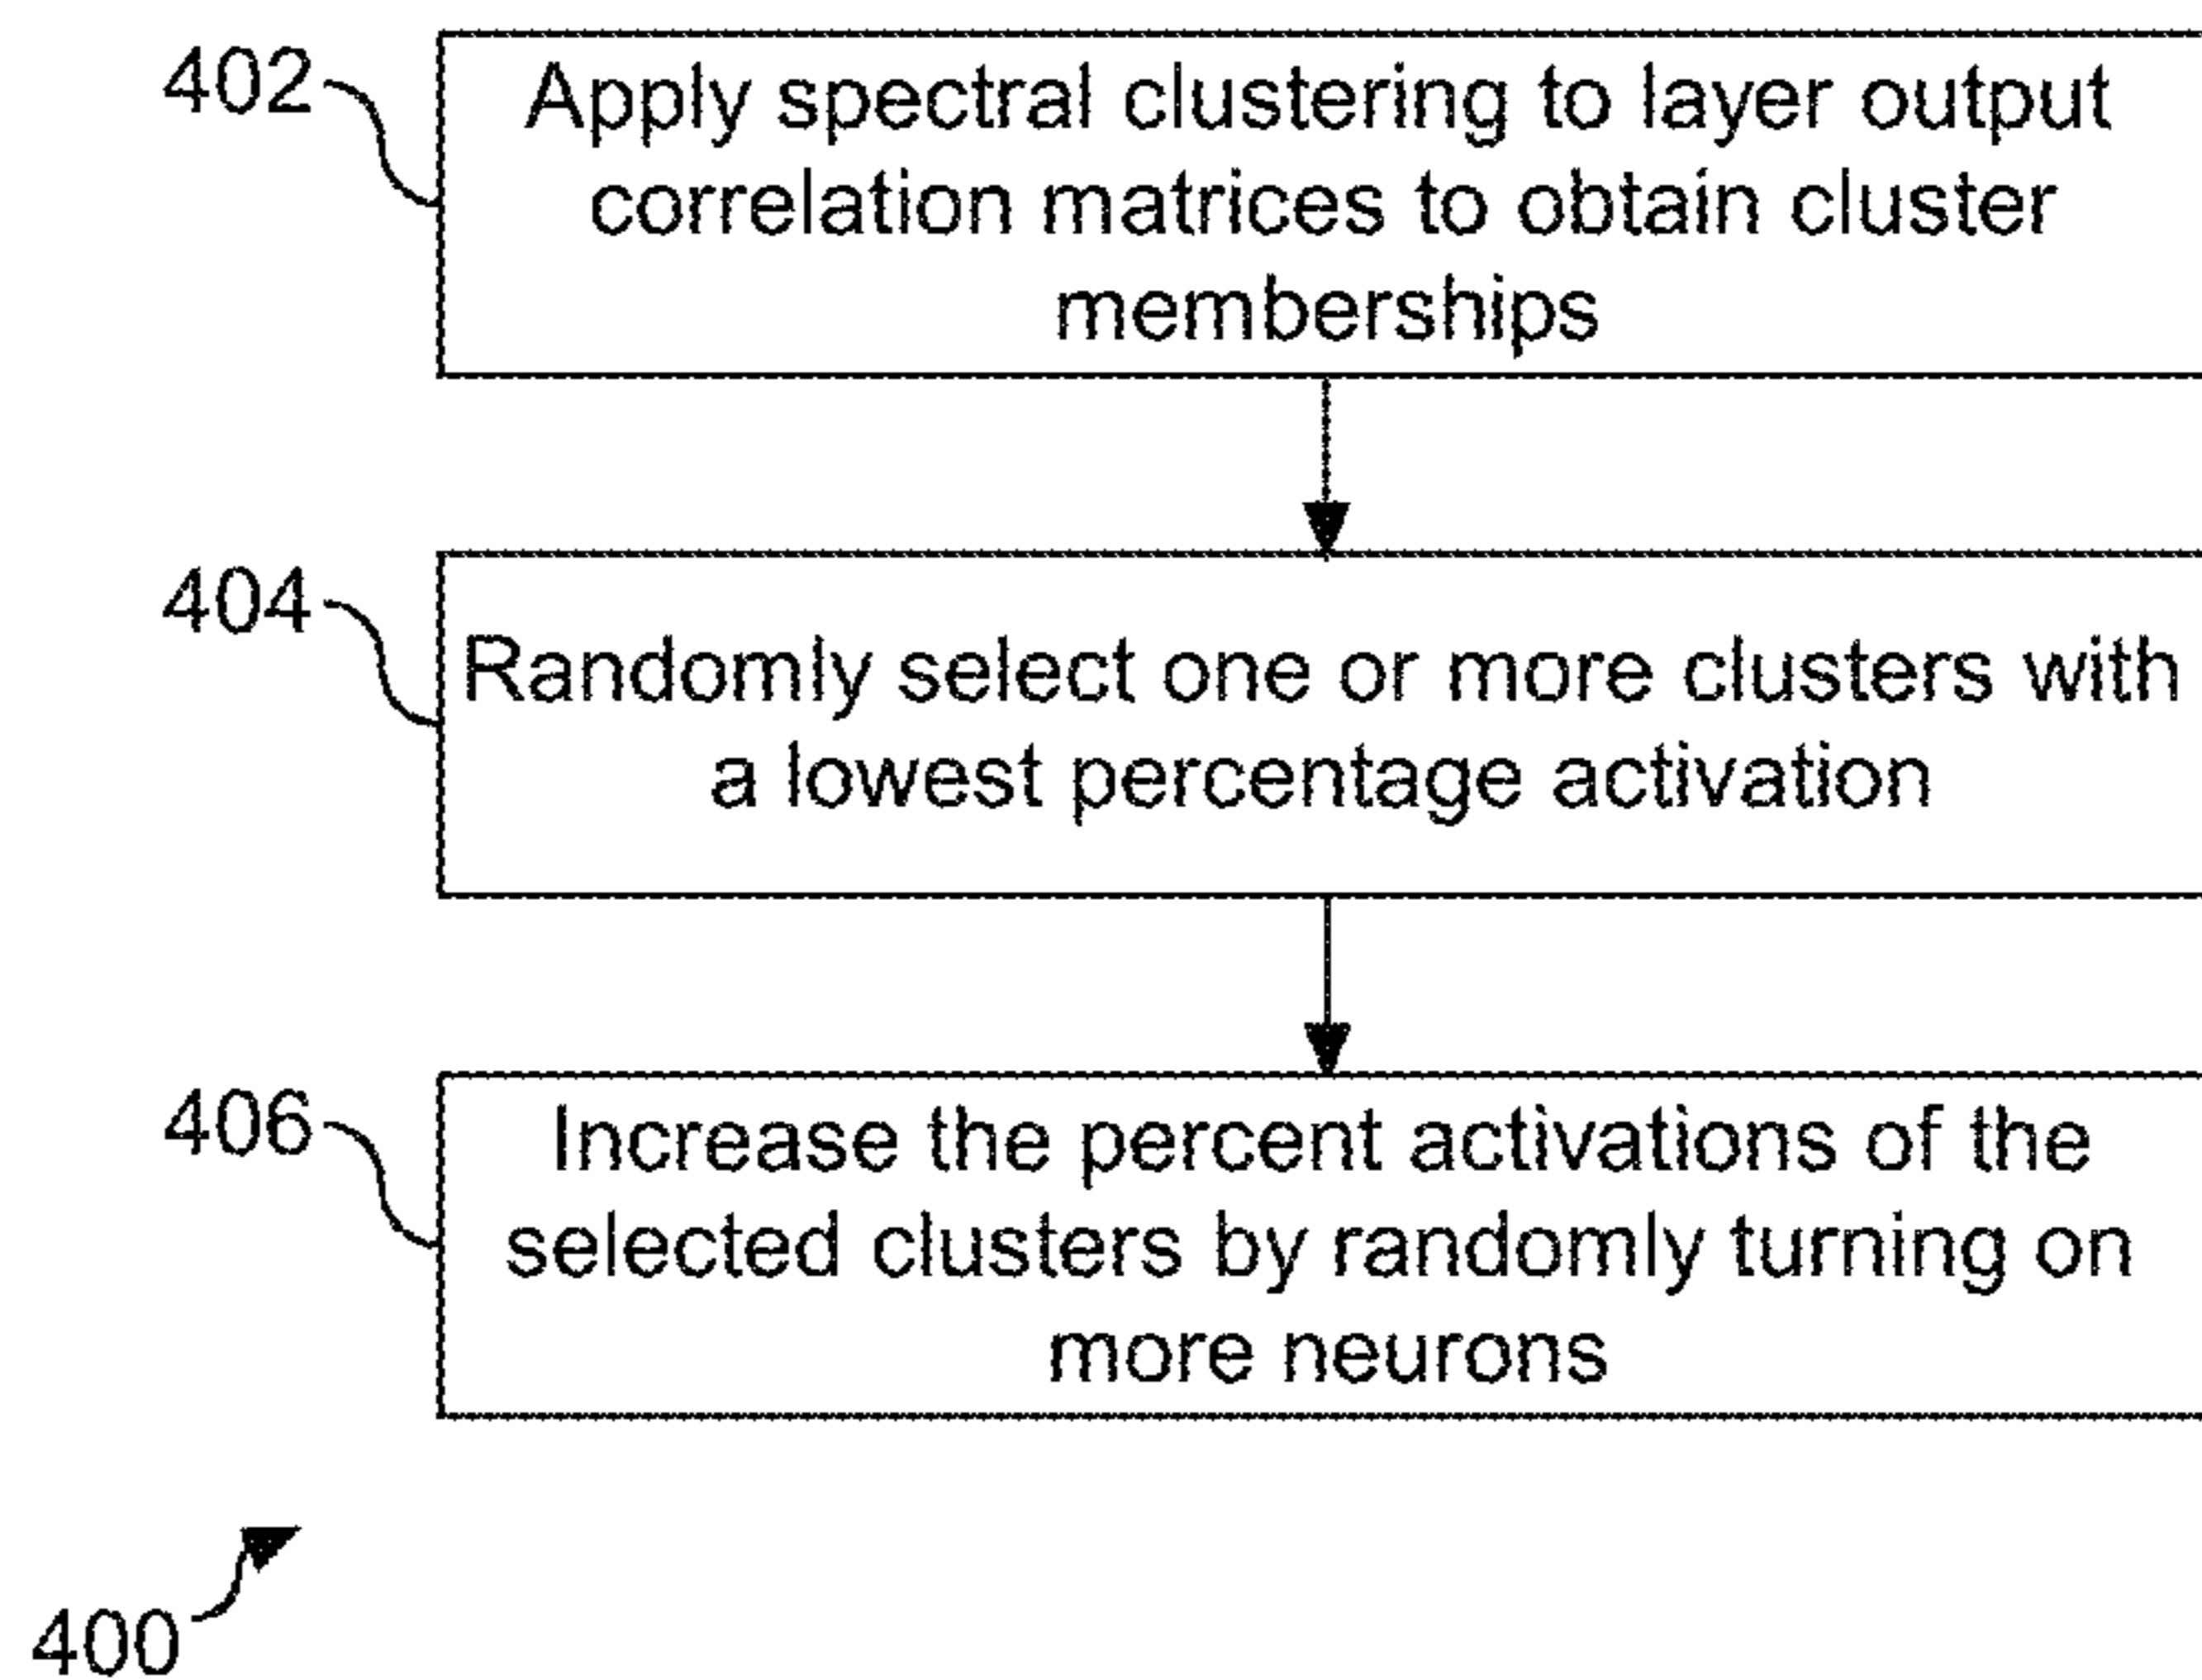 402
Apply spectral clustering to layer output
correlation matrices to obtain cluster
memberships
404
Randomly select one or more clusters with
a lowest percentage activation
406
Increase the percent activations of the
selected clusters by randomly turning on
more neurons
400